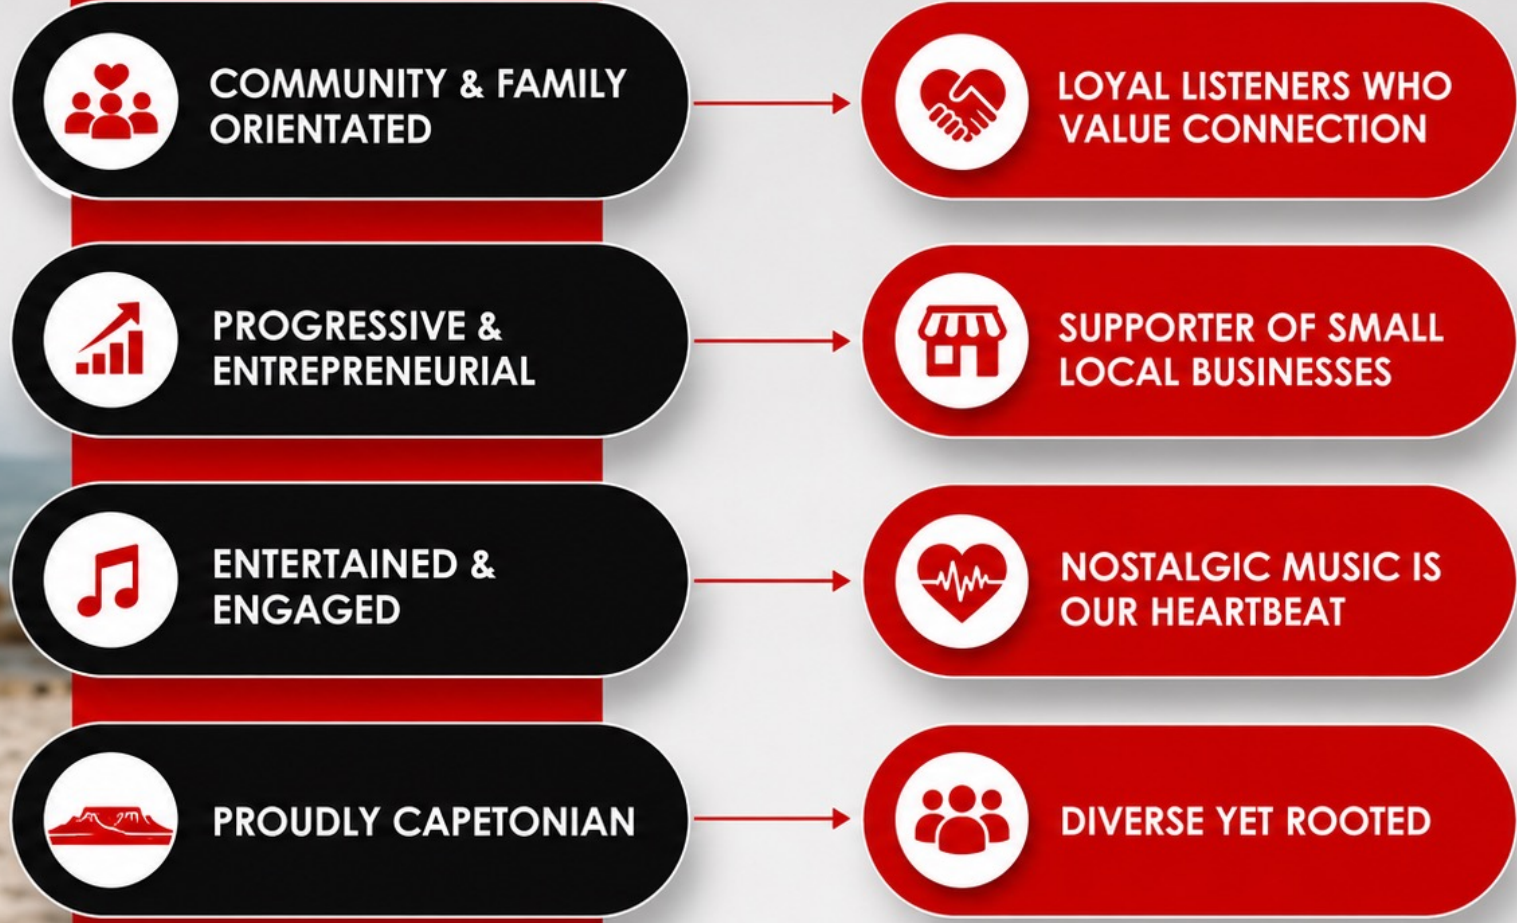 COMMUNITY & FAMILY
ORIENTATED
LOYAL LISTENERS WHO
VALUE CONNECTION
PROGRESSIVE &
ENTREPRENEURIAL
SUPPORTER OF SMALL
LOCAL BUSINESSES
ENTERTAINED &
ENGAGED
NOSTALGIC MUSIC IS
OUR HEARTBEAT
PROUDLY CAPETONIAN
DIVERSE YET ROOTED